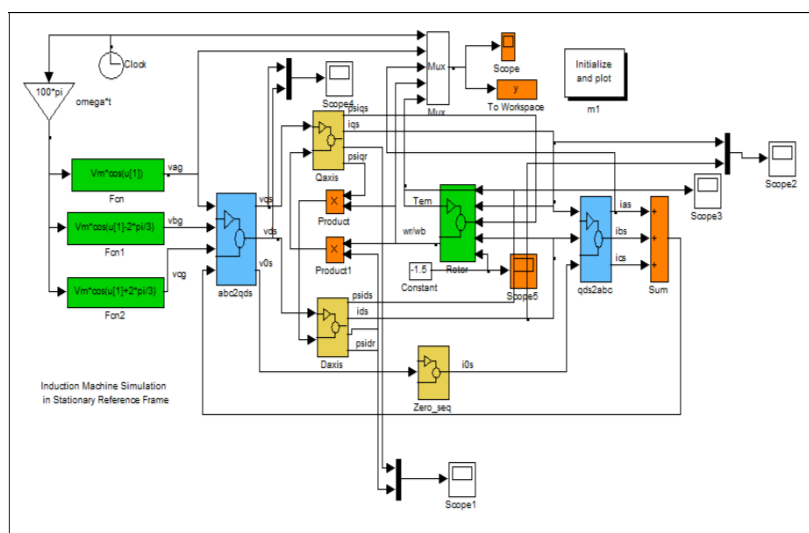 100*pi
omega*t
Clock
Vm*cos(u[1])
Fcn
vag
Vm*cos(u[1]-2*pi/3)
Fcn1
vbg
Vm*cos(u[1]+2*pi/3)
Fcn2
vcg
abc2qds
vqs
vds
v0s
Scope4
psiqs
iqs
psiqr
Qaxis
Product
Product1
psids
ids
psidr
Daxis
Mux
Mux
Scope
y
To Workspace
Initialize
and plot
m1
Tem
wr/wb
Rotor
-1.5
Constant
Scope5
Scope3
Scope2
qds2abc
ias
ibs
ics
Sum
i0s
Zero_seq
Scope1
Induction Machine Simulation
in Stationary Reference Frame